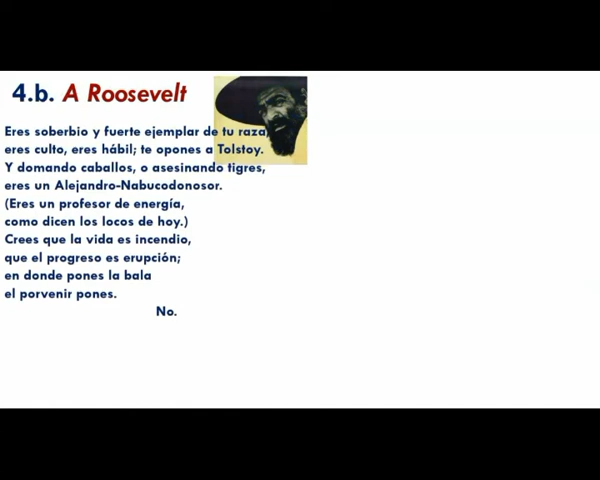 4.b. A Roosevelt
Eres soberbio y fuerte ejemplar de tu raza,
eres culto, eres hábil; te opones a Tolstoy.
Y domando caballos, o asesinando tigres,
eres un Alejandro-Nabucodonosor.
(Eres un profesor de energía,
como dicen los locos de hoy.)
Crees que la vida es incendio,
que el progreso es erupción;
en donde pones la bala
el porvenir pones.
No.